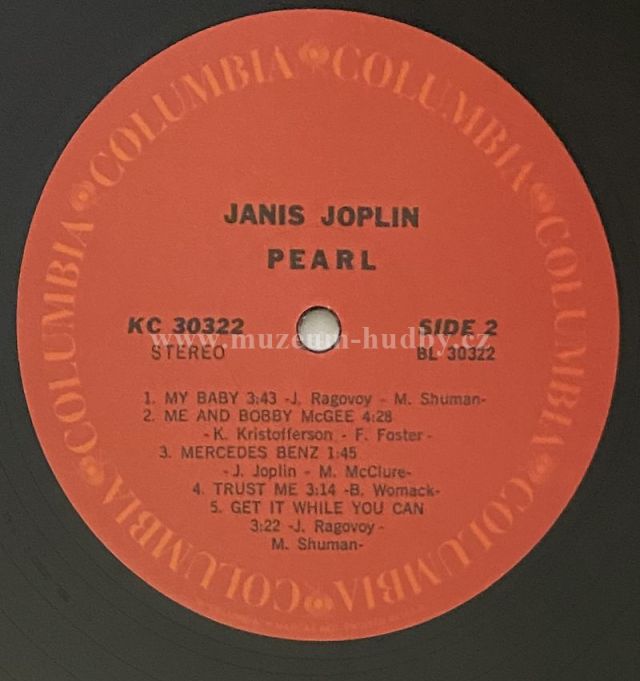 COLUMBIA COLUMBIA COLUMBIA COLUMBIA COLUMBIA COLUMBIA
JANIS JOPLIN
PEARL
KC 30322
SIDE 2
www.muzeum-hudby.cz
STEREO
BL 30322
1. MY BABY 3:43 -J. Ragovoy - M. Shuman-
2. ME AND BOBBY McGEE 4:28
-K. Kristofferson - F. Foster-
3. MERCEDES BENZ 1:45
-J. Joplin - M. McClure-
4. TRUST ME 3:14 -B. Womack-
5. GET IT WHILE YOU CAN
3:22 -J. Ragovoy-
M. Shuman-